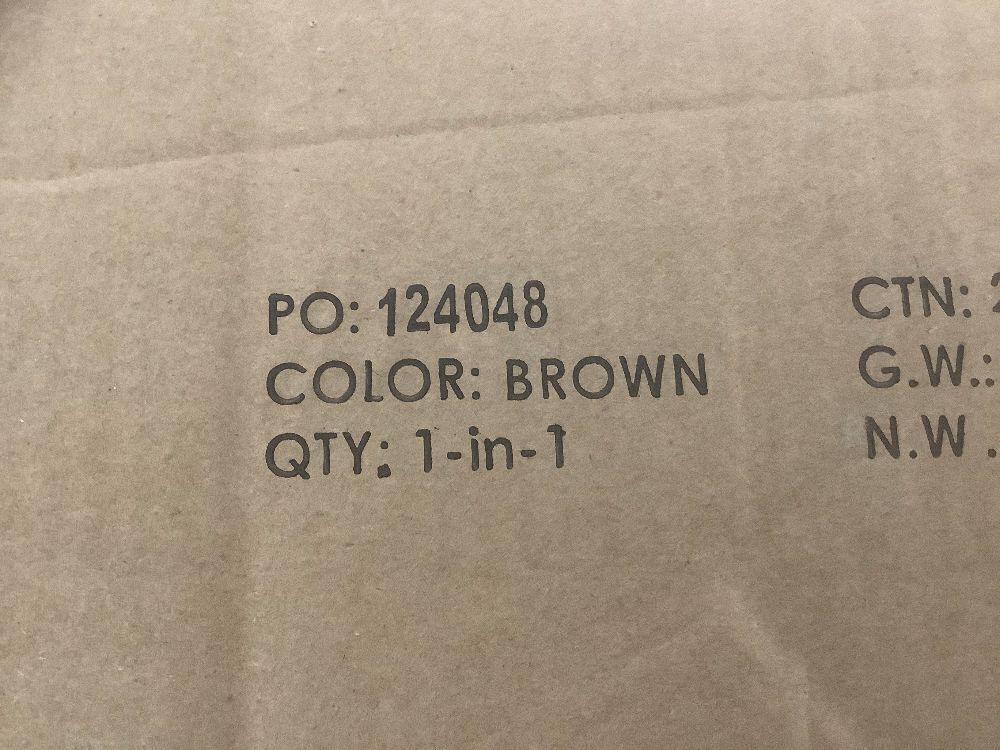 PO: 124048
COLOR: BROWN
QTY: 1-in-1
CTN:
G.W.:
N.W .